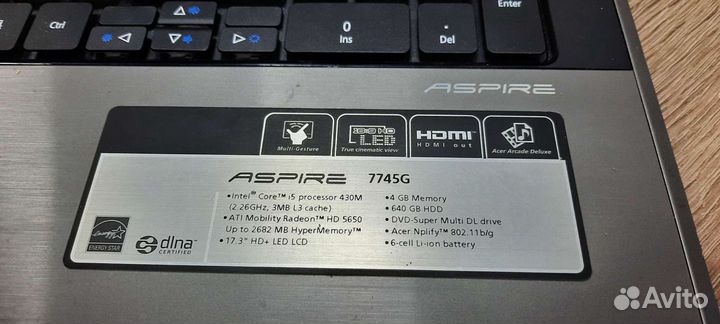 Ctrl
0
Ins
.
Del
Enter
ASPIRE
Multi-Gesture
LED
True cinematic view
HDMI
HDMI out
Acer Arcade Deluxe
ASPIRE 7745G
•Intel® Core™ i5 processor 430M
(2.26GHz, 3MB L3 cache)
•ATI Mobility Radeon™ HD 5650
Up to 2682 MB HyperMemory™
•17.3" HD+ LED LCD
•4 GB Memory
•640 GB HDD
•DVD-Super Multi DL drive
•Acer Nplify™ 802.11b/g
•6-cell Li-ion battery
ENERGY STAR
dlna™
CERTIFIED
Avito